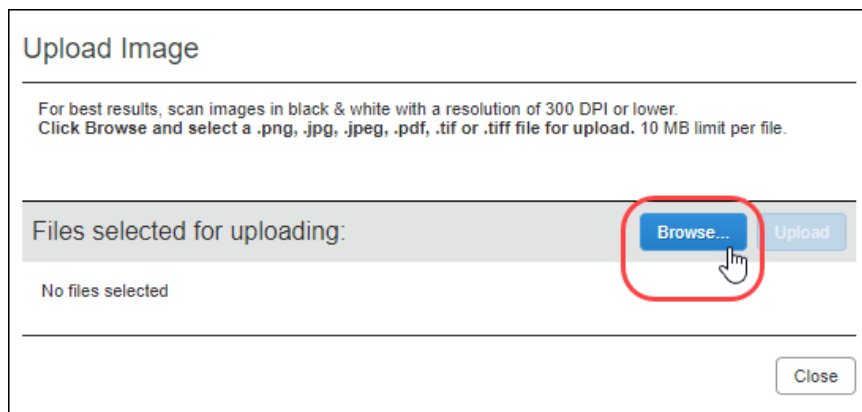 Upload Image
For best results, scan images in black & white with a resolution of 300 DPI or lower.
Click Browse and select a .png, .jpg, .jpeg, .pdf, .tif or .tiff file for upload. 10 MB limit per file.
Files selected for uploading:
Browse...
Upload
No files selected
Close